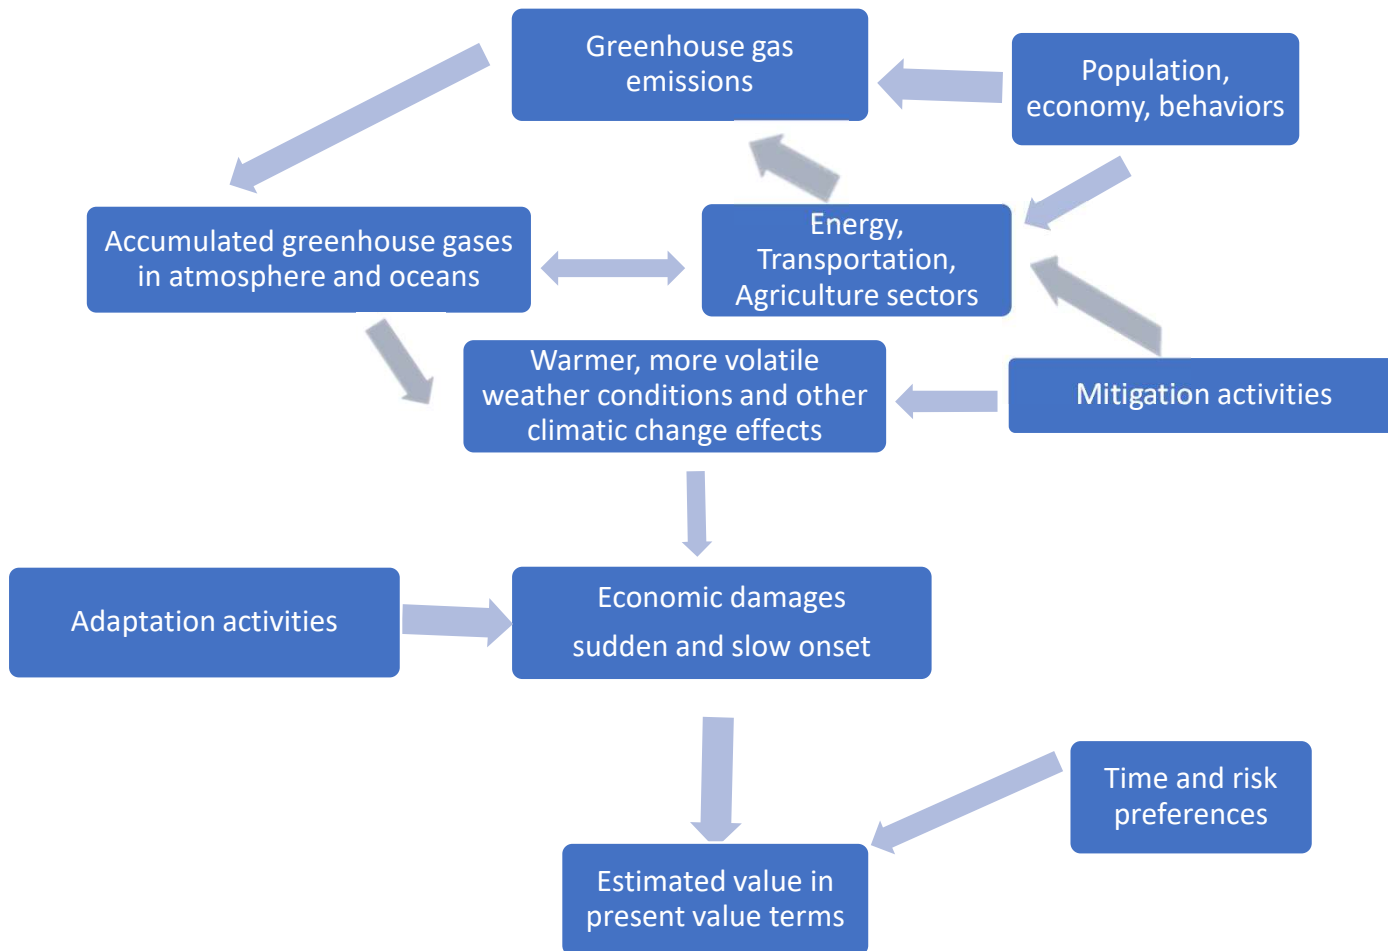 Greenhouse gas
emissions
Population,
economy, behaviors
Accumulated greenhouse gases
in atmosphere and oceans
Energy,
Transportation,
Agriculture sectors
Warmer, more volatile
weather conditions and other
climatic change effects
Mitigation activities
Adaptation activities
Economic damages
sudden and slow onset
Time and risk
preferences
Estimated value in
present value terms